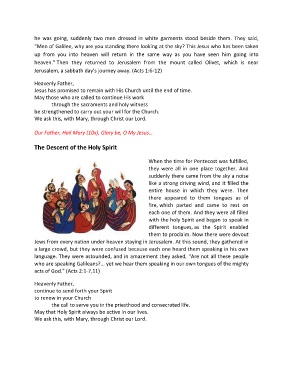 he was going, suddenly two men dressed in white garments stood beside them. They said,
"Men of Galilee, why are you standing there looking at the sky? This Jesus who has been taken
up from you into heaven will return in the same way as you have seen him going into
heaven." Then they returned to Jerusalem from the mount called Olivet, which is near
Jerusalem, a sabbath day's journey away. (Acts 1:6-12)
Heavenly Father,
Jesus has promised to remain with His Church until the end of time.
May those who are called to continue His work
through the sacraments and holy witness
be strengthened to carry out your will for the Church.
We ask this, with Mary, through Christ our Lord.
Our Father, Hail Mary (10x), Glory be, O My Jesus...
The Descent of the Holy Spirit
When the time for Pentecost was fulfilled,
they were all in one place together. And
suddenly there came from the sky a noise
like a strong driving wind, and it filled the
entire house in which they were. Then
there appeared to them tongues as of
fire, which parted and came to rest on
each one of them. And they were all filled
with the holy Spirit and began to speak in
different tongues, as the Spirit enabled
them to proclaim. Now there were devout
Jews from every nation under heaven staying in Jerusalem. At this sound, they gathered in
a large crowd, but they were confused because each one heard them speaking in his own
language. They were astounded, and in amazement they asked, "Are not all these people
who are speaking Galileans?... yet we hear them speaking in our own tongues of the mighty
acts of God." (Acts 2:1-7,11)
Heavenly Father,
continue to send forth your Spirit
to renew in your Church
the call to serve you in the priesthood and consecrated life.
May that Holy Spirit always be active in our lives.
We ask this, with Mary, through Christ our Lord.